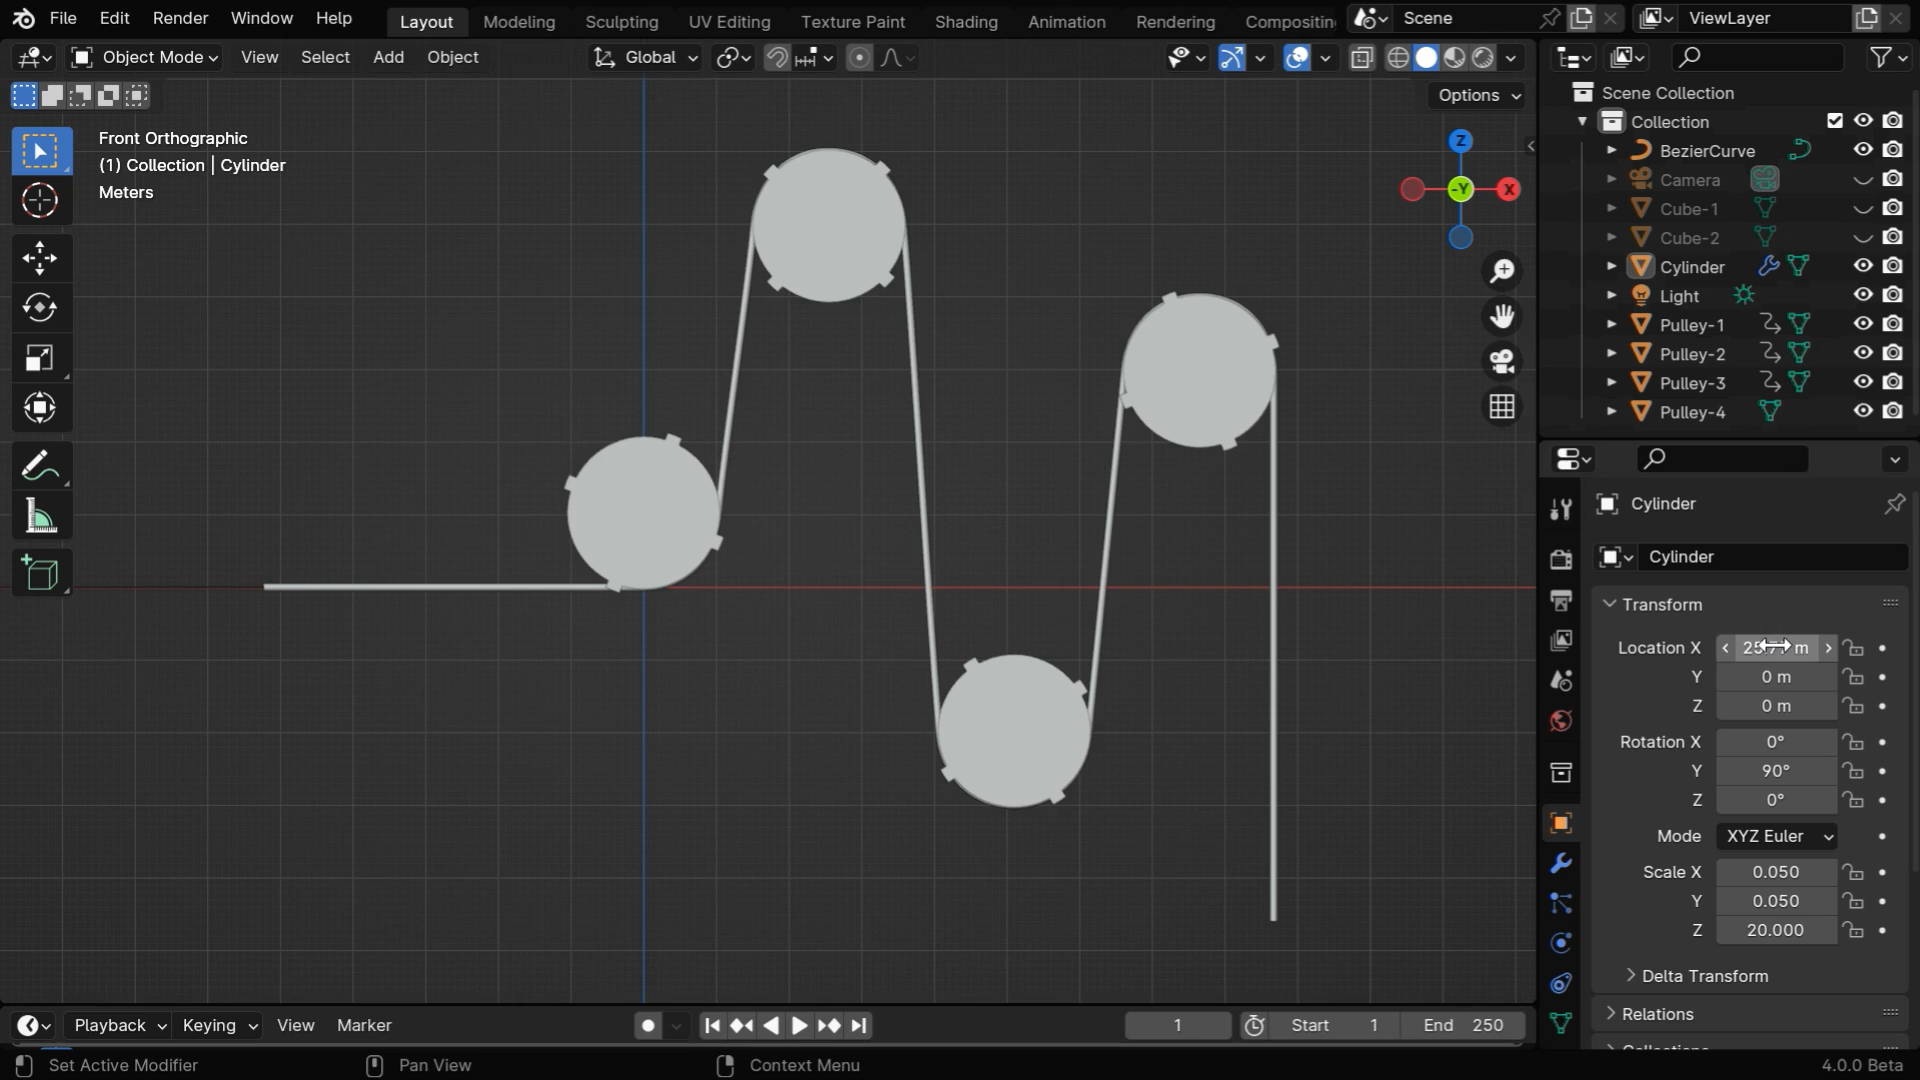 File Edit Render Window Help Layout Modeling Sculpting UV Editing Texture Paint Shading Animation Rendering Scene ViewLayer
Object Mode View Select Add Object Global
Options
Front Orthographic
(1) Collection | Cylinder
Meters
Z
-Y
X
Scene Collection
Collection
BezierCurve
Camera
Cube-1
Cube-2
Cylinder
Light
Pulley-1
Pulley-2
Pulley-3
Pulley-4
Cylinder
Cylinder
Transform
Location X m
Y 0 m
Z 0 m
Rotation X 0°
Y 90°
Z 0°
Mode XYZ Euler
Scale X 0.050
Y 0.050
Z 20.000
Delta Transform
Relations
Playback Keying View Marker 1 Start 1 End 250
Set Active Modifier Pan View Context Menu 4.0.0 Beta